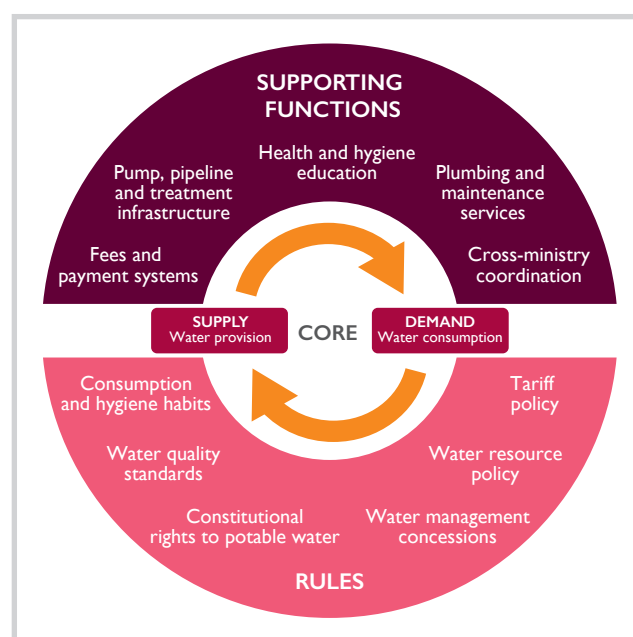 SUPPORTING
FUNCTIONS
Health and hygiene
education
Pump, pipeline
and treatment
infrastructure
Plumbing and
maintenance
services
Fees and
payment systems
Cross-ministry
coordination
SUPPLY
Water provision
CORE
DEMAND
Water consumption
Consumption
and hygiene habits
Tariff
policy
Water quality
standards
Water resource
policy
Constitutional
rights to potable water
Water management
concessions
RULES